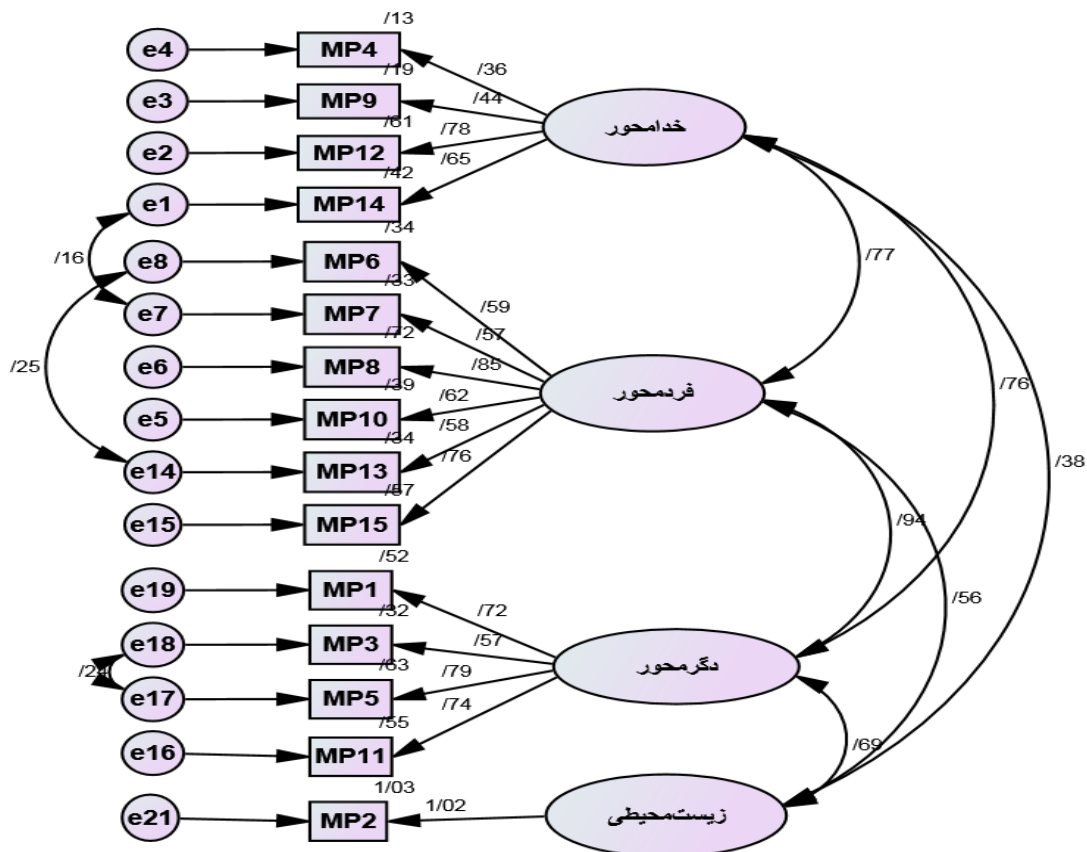 /13
e4 MP4 /36
/19
e3 MP9 /44 خدامحور
/61
e2 MP12 /78
/42 /65
e1 MP14
/34
/16 e8 MP6 /77
/33 /59
e7 MP7 /57
/72
/25 e6 MP8 /85 فردمحور /76
/39
e5 MP10 /62
/34 /58
e14 MP13 /76 /38
/57
e15 MP15
/52 /94
e19 MP1 /72 /56
/32
e18 MP3 /57
/63 دگرمحور
e17 MP5 /79
/55 /74
e16 MP11 /69
1/03
e21 MP2 1/02 زیست‌محیطی